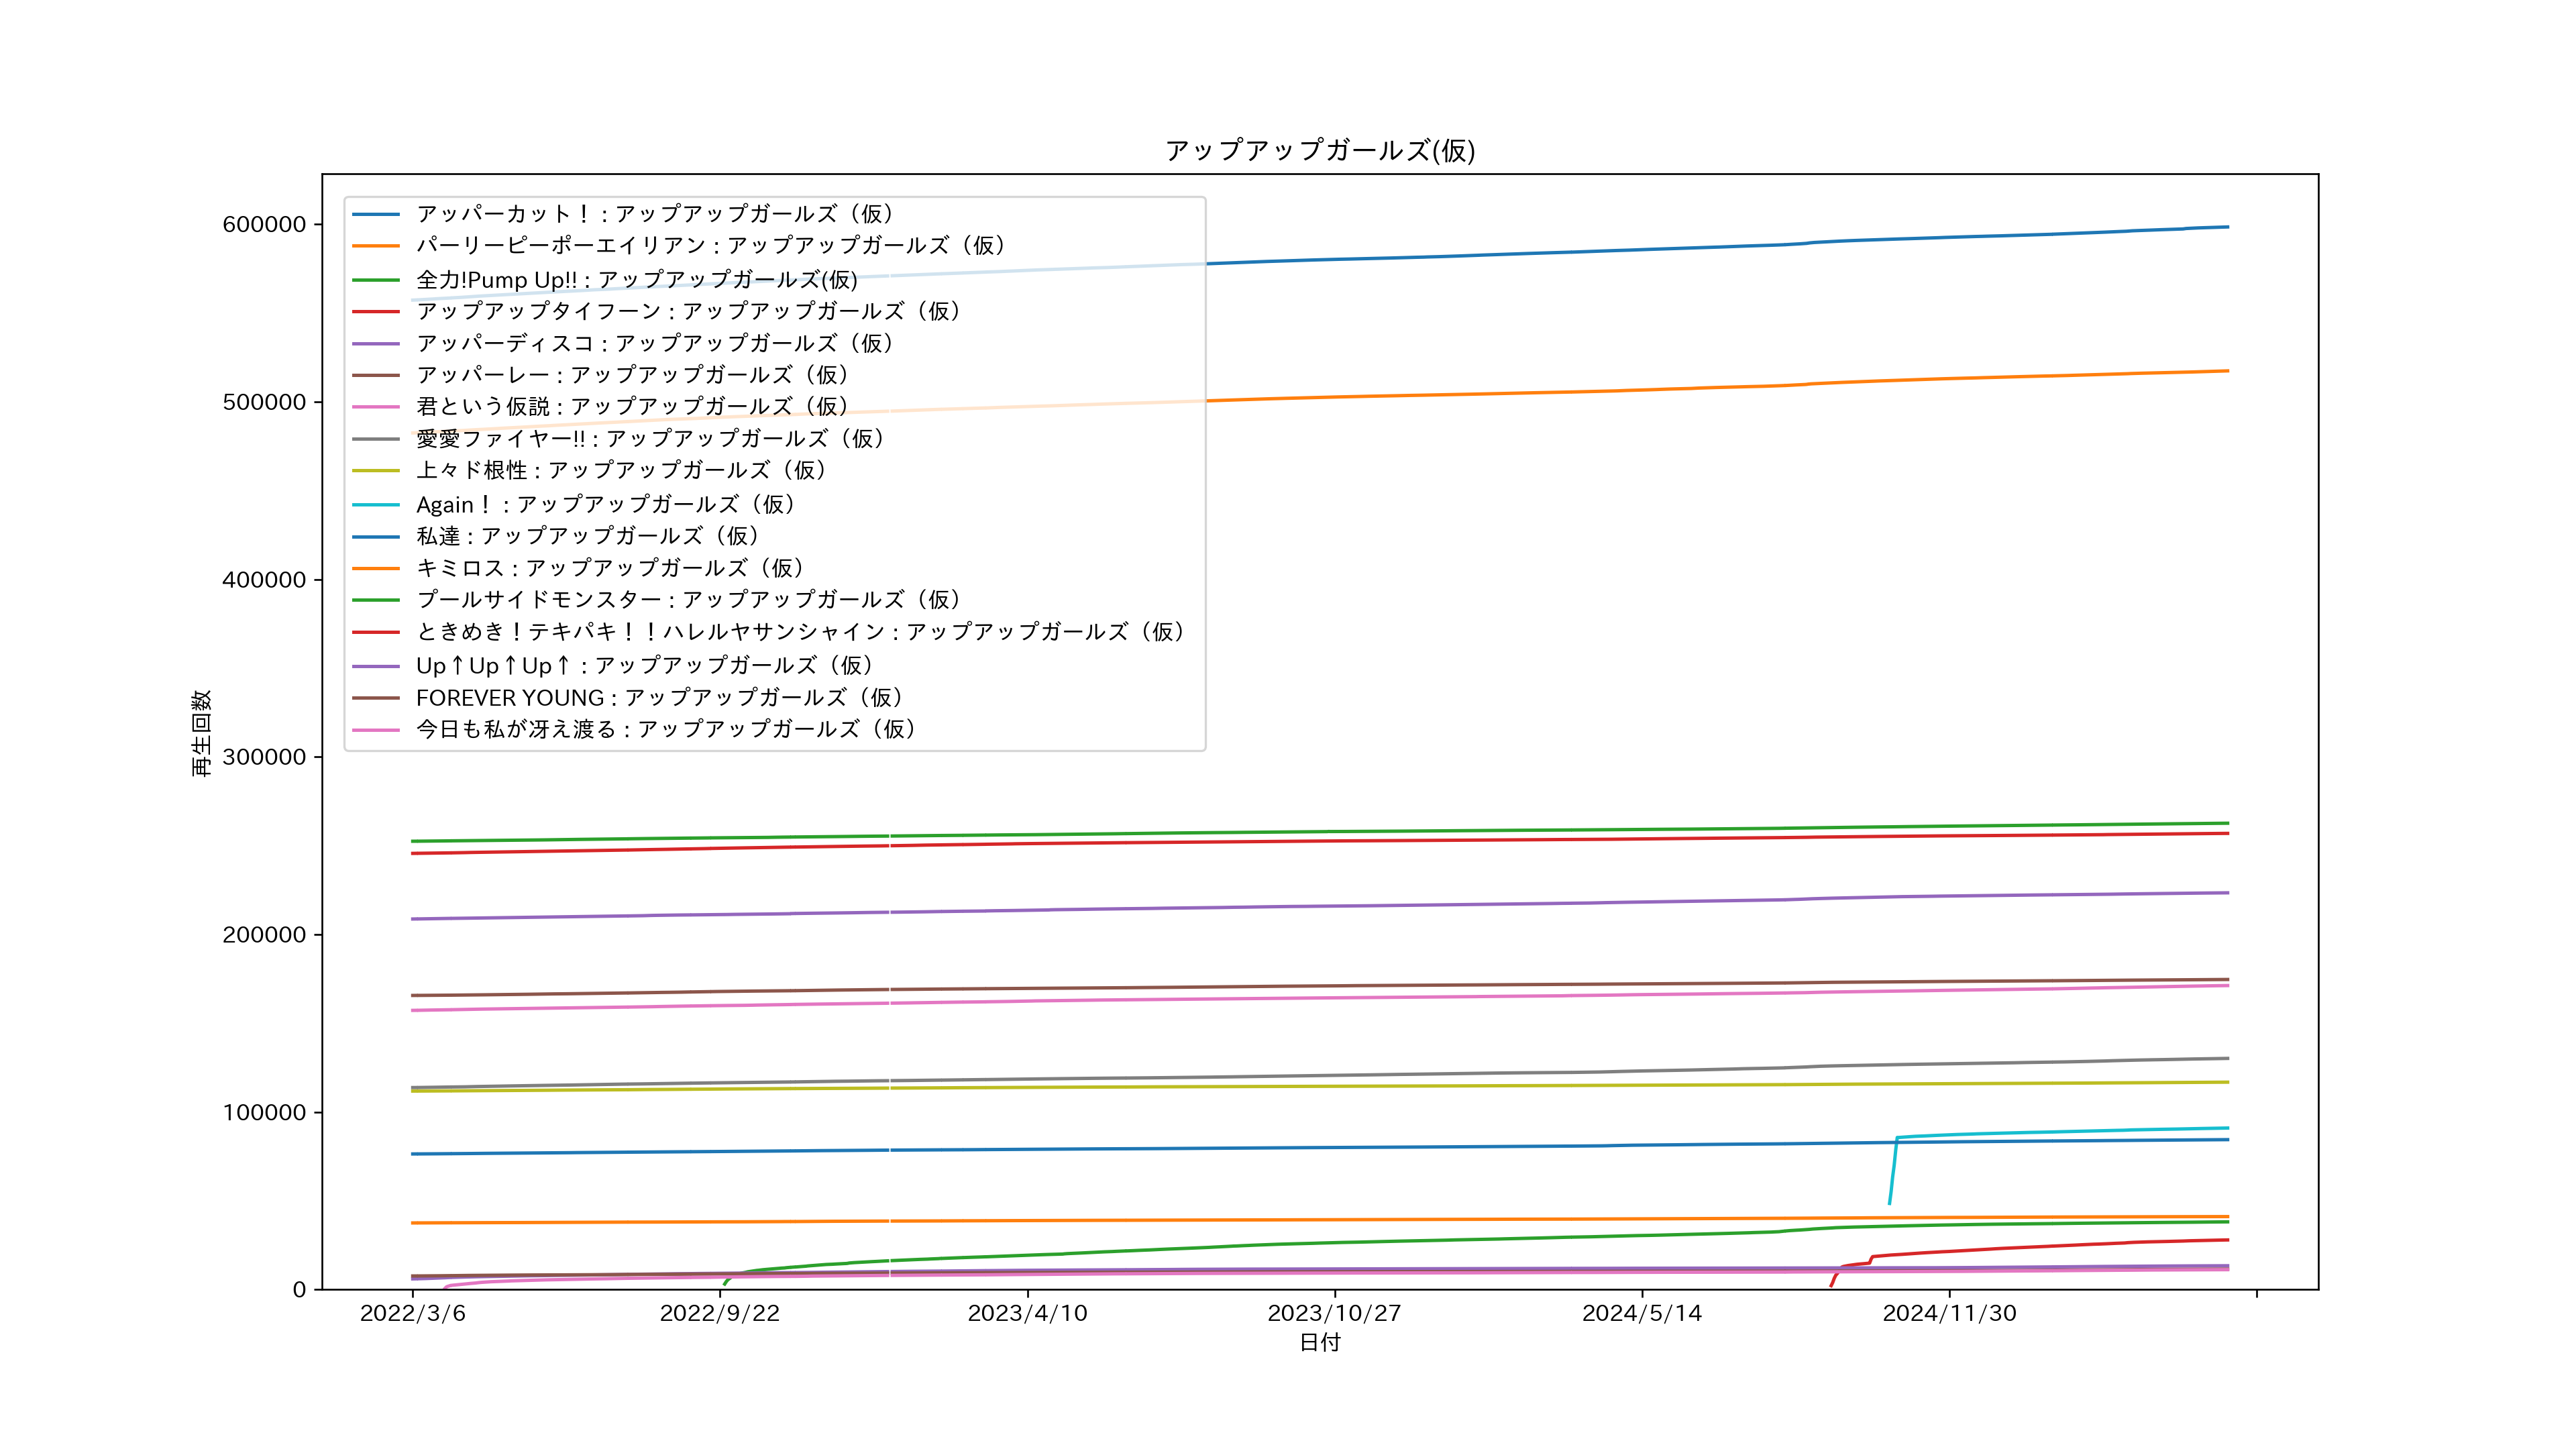 アップアップガールズ(仮)
アッパーカット！ : アップアップガールズ（仮）
パーリーピーポーエイリアン : アップアップガールズ（仮）
全力!Pump Up!! : アップアップガールズ(仮)
アップアップタイフーン : アップアップガールズ（仮）
アッパーディスコ : アップアップガールズ（仮）
アッパーレー : アップアップガールズ（仮）
君という仮説 : アップアップガールズ（仮）
愛愛ファイヤー!! : アップアップガールズ（仮）
上々ド根性 : アップアップガールズ（仮）
Again！ : アップアップガールズ（仮）
私達 : アップアップガールズ（仮）
キミロス : アップアップガールズ（仮）
プールサイドモンスター : アップアップガールズ（仮）
ときめき！テキパキ！！ハレルヤサンシャイン : アップアップガールズ（仮）
Up↑Up↑Up↑ : アップアップガールズ（仮）
FOREVER YOUNG : アップアップガールズ（仮）
今日も私が冴え渡る : アップアップガールズ（仮）
600000
500000
400000
300000
200000
100000
0
再生回数
2022/3/6
2022/9/22
2023/4/10
2023/10/27
2024/5/14
2024/11/30
日付